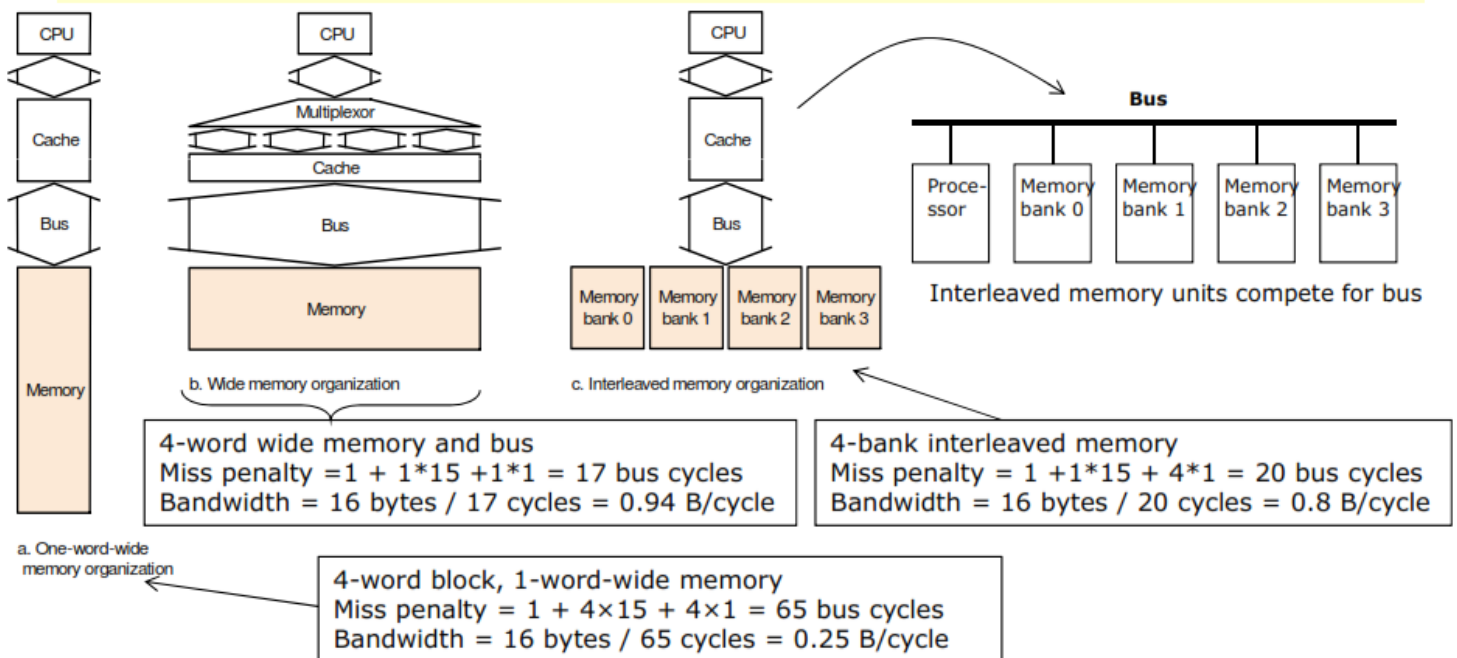 CPU
Cache
Bus
Memory
a. One-word-wide
memory organization
CPU
Multiplexor
Cache
Bus
Memory
b. Wide memory organization
CPU
Cache
Bus
Memory
bank 0
Memory
bank 1
Memory
bank 2
Memory
bank 3
c. Interleaved memory organization
Bus
Proce-
ssor
Memory
bank 0
Memory
bank 1
Memory
bank 2
Memory
bank 3
Interleaved memory units compete for bus
4-word wide memory and bus
Miss penalty =1 + 1*15 +1*1 = 17 bus cycles
Bandwidth = 16 bytes / 17 cycles = 0.94 B/cycle
4-bank interleaved memory
Miss penalty = 1 +1*15 + 4*1 = 20 bus cycles
Bandwidth = 16 bytes / 20 cycles = 0.8 B/cycle
4-word block, 1-word-wide memory
Miss penalty = 1 + 4×15 + 4×1 = 65 bus cycles
Bandwidth = 16 bytes / 65 cycles = 0.25 B/cycle